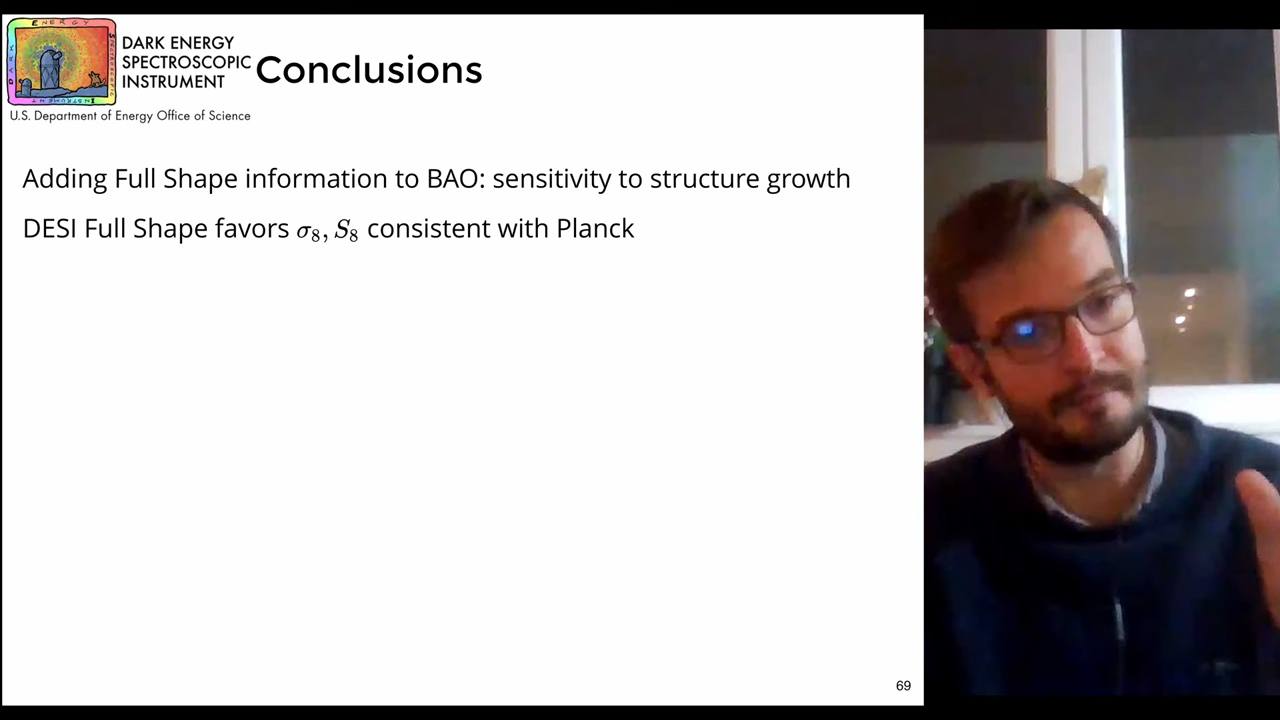 DARK ENERGY
SPECTROSCOPIC
INSTRUMENT
U.S. Department of Energy Office of Science
Conclusions
Adding Full Shape information to BAO: sensitivity to structure growth
DESI Full Shape favors σ₈, S₈ consistent with Planck
69